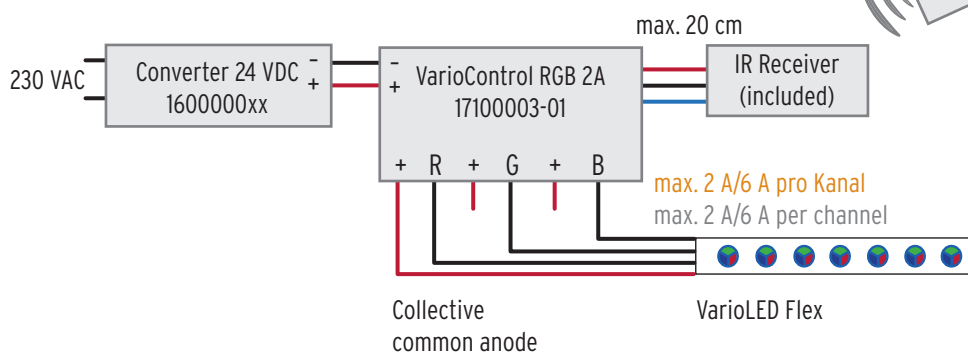 max. 20 cm
230 VAC
Converter 24 VDC
1600000xx
-
+
-
+
VarioControl RGB 2A
17100003-01
IR Receiver
(included)
+ R + G + B
max. 2 A/6 A pro Kanal
max. 2 A/6 A per channel
Collective
common anode
VarioLED Flex